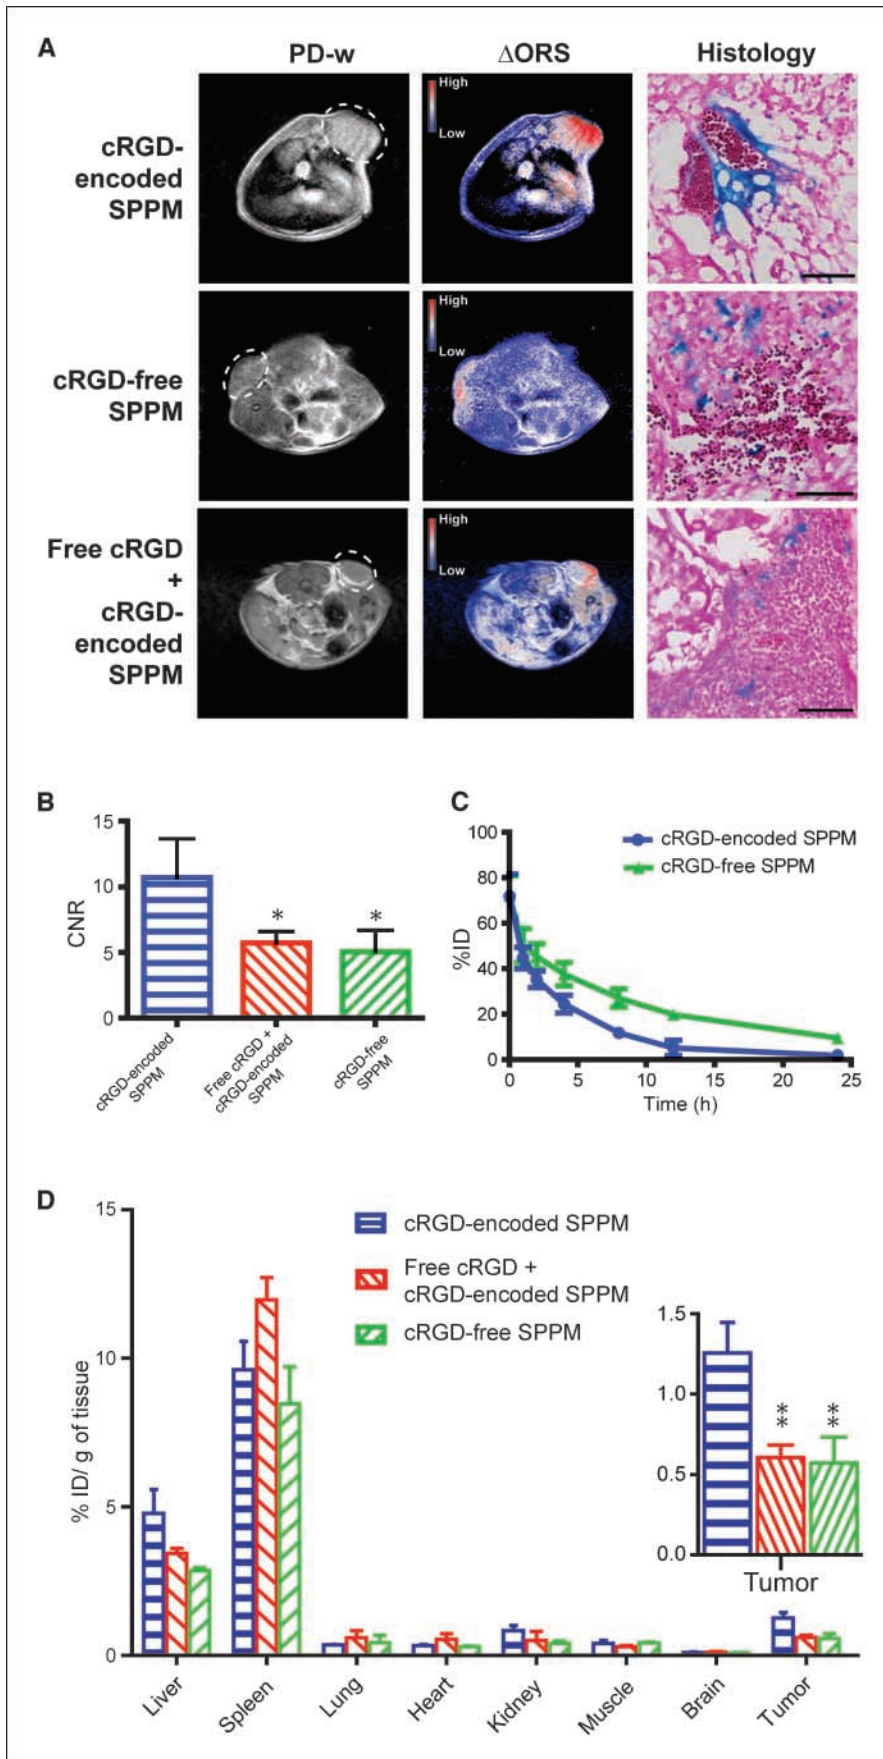 A
PD-w
ΔORS
Histology
cRGD-
encoded
SPPM
High
Low
cRGD-free
SPPM
High
Low
Free cRGD
+
cRGD-
encoded
SPPM
High
Low
B
CNR
15
10
5
0
*
*
cRGD-encoded
SPPM
Free cRGD +
cRGD-encoded
SPPM
cRGD-free
SPPM
C
%ID
100
80
60
40
20
0
0
5
10
15
20
25
Time (h)
cRGD-encoded SPPM
cRGD-free SPPM
D
% ID/ g of tissue
15
10
5
0
cRGD-encoded SPPM
Free cRGD +
cRGD-encoded SPPM
cRGD-free SPPM
1.5
1.0
0.5
0.0
**
**
Tumor
Liver
Spleen
Lung
Heart
Kidney
Muscle
Brain
Tumor